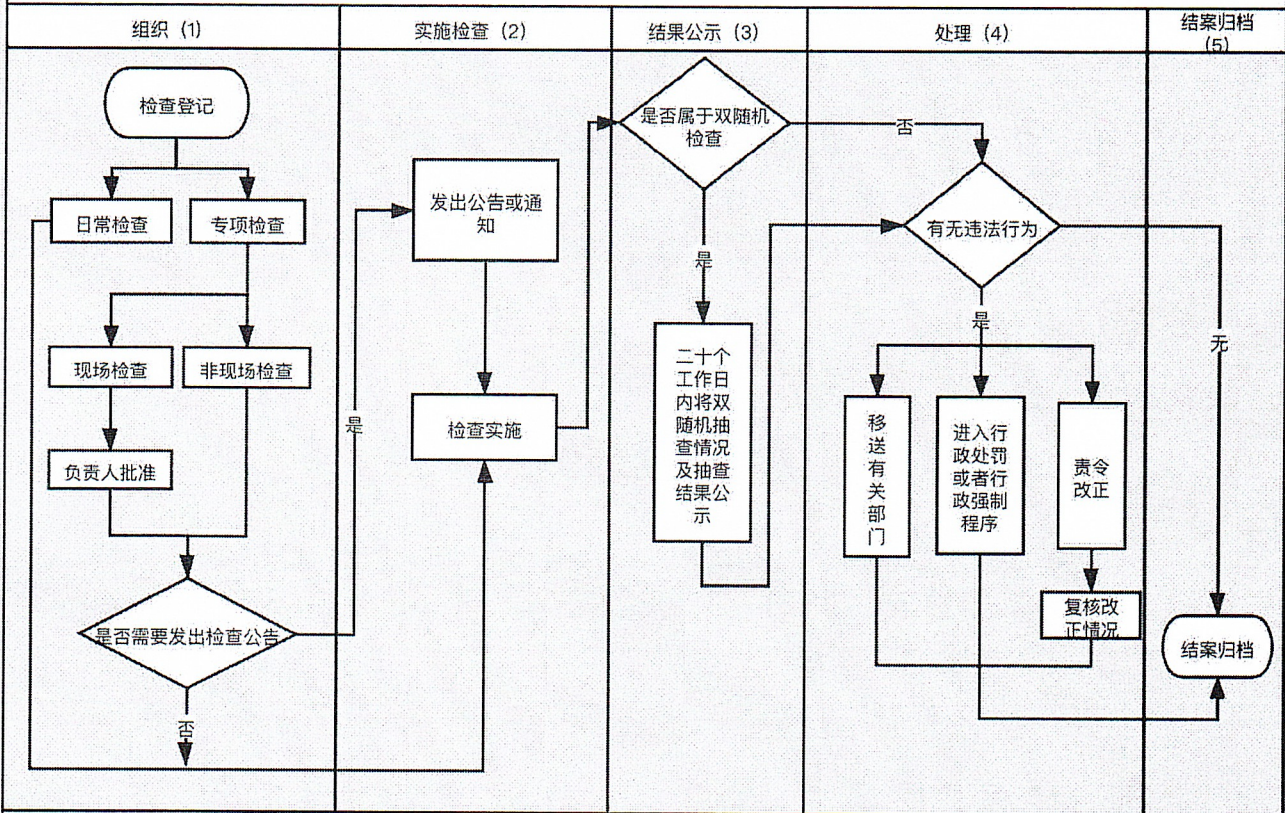 组织（1）
实施检查（2）
结果公示（3）
处理（4）
结案归档
（5）
检查登记
日常检查
专项检查
现场检查
非现场检查
负责人批准
是否需要发出检查公告
是
否
发出公告或通
知
检查实施
是否属于双随机
检查
否
是
二十个
工作日
内将双
随机抽
查情况
及抽查
结果公
示
有无违法行为
是
无
移
送
有
关
部
门
进入行
政处罚
或者行
政强制
程序
责令
改正
复核改
正情况
结案归档